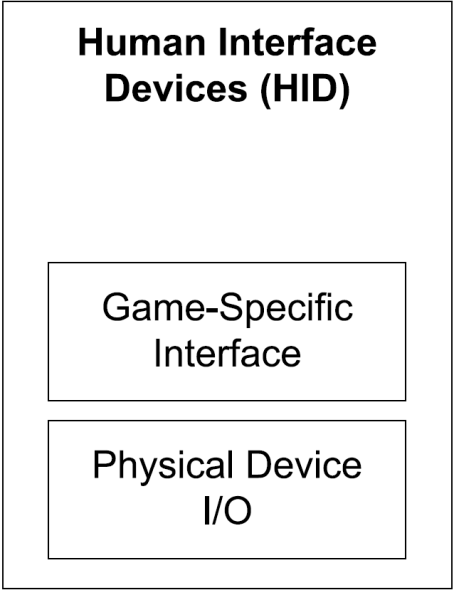 Human Interface
Devices (HID)
Game-Specific
Interface
Physical Device
I/O